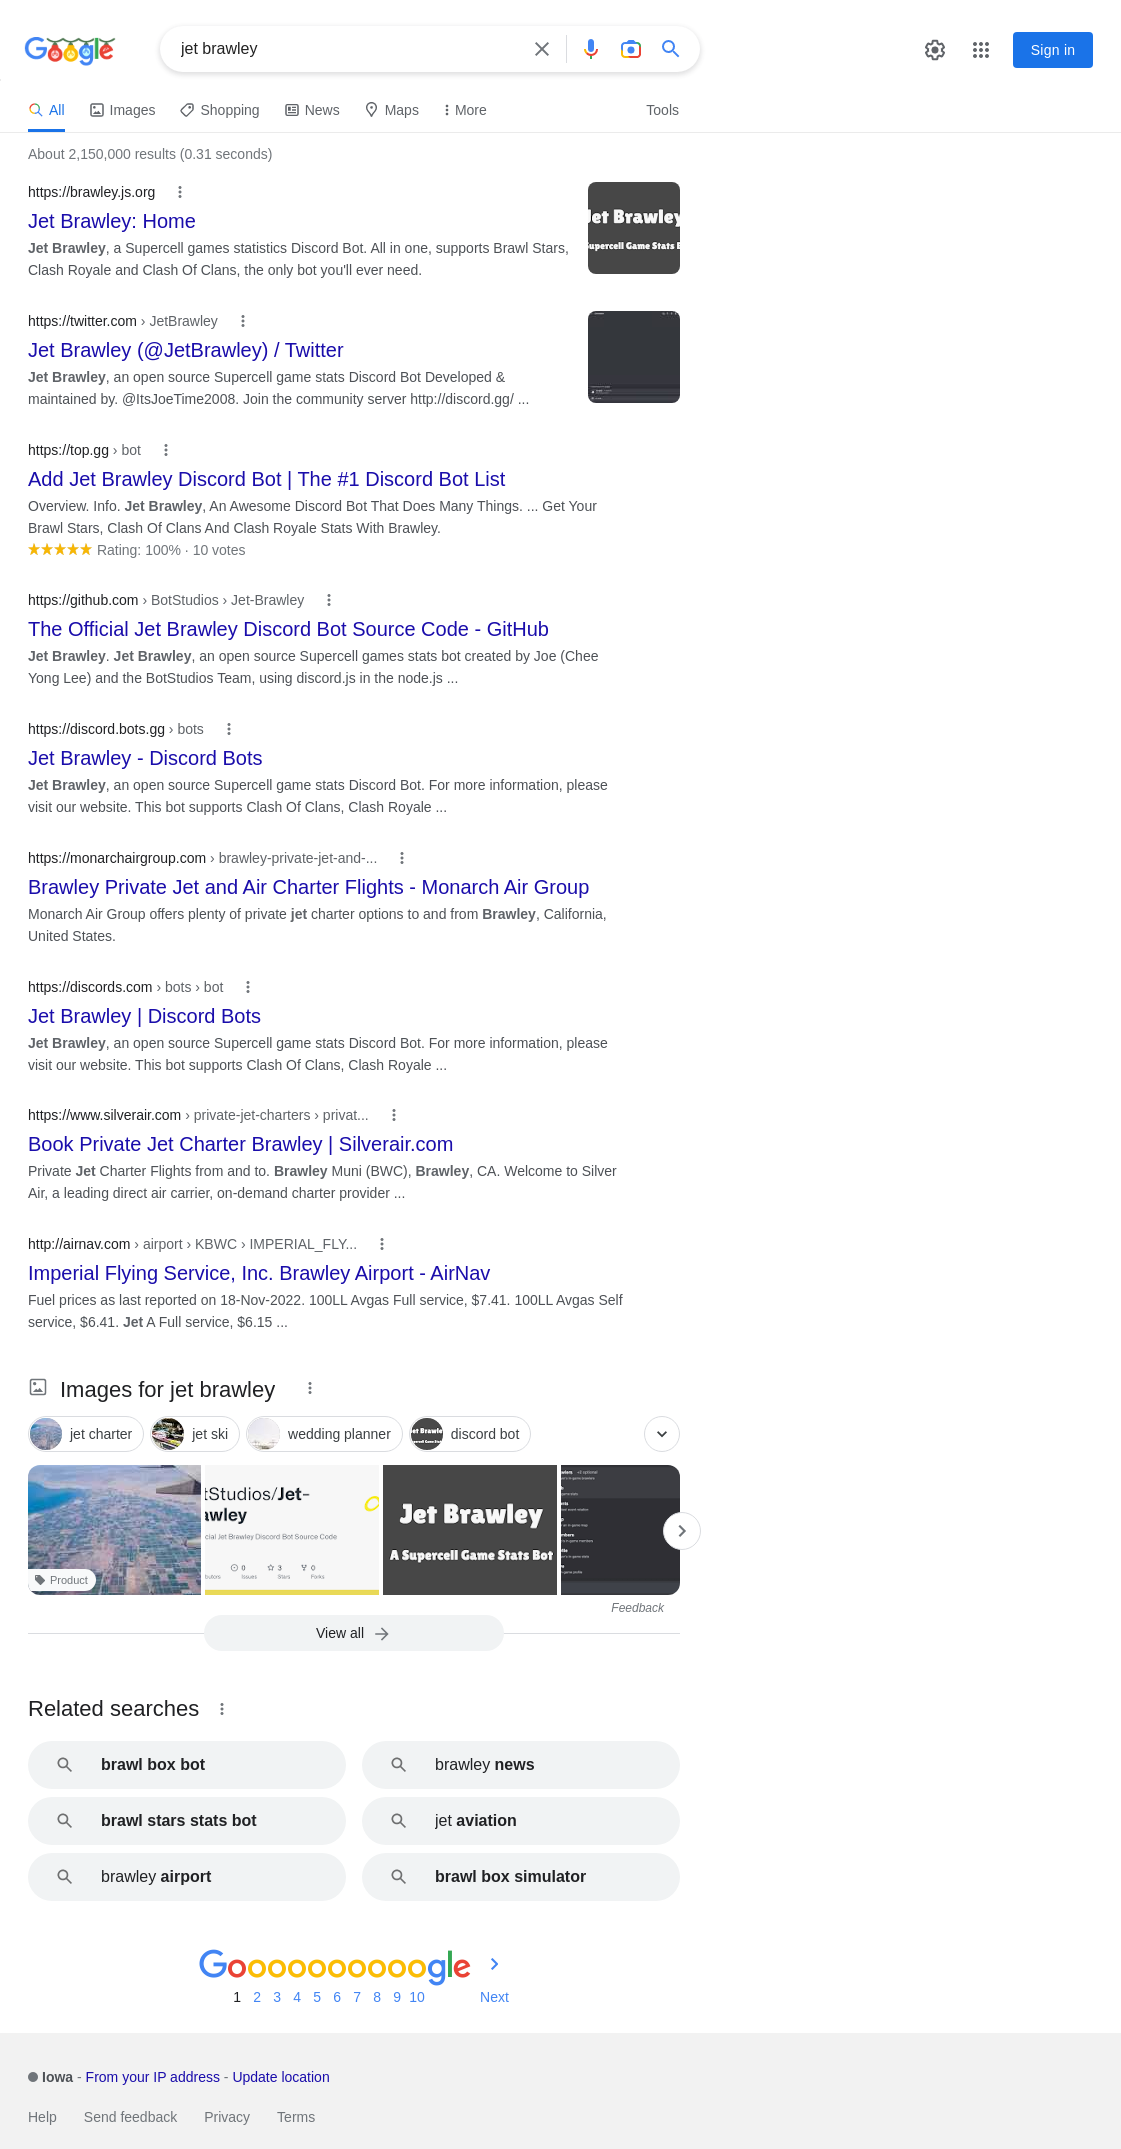 Google
jet brawley
Sign in
All
Images
Shopping
News
Maps
More
Tools
About 2,150,000 results (0.31 seconds)
https://brawley.js.org
Jet Brawley: Home
Jet Brawley, a Supercell games statistics Discord Bot. All in one, supports Brawl Stars,
Clash Royale and Clash Of Clans, the only bot you'll ever need.
Jet Brawley
Supercell Game Stats B
https://twitter.com › JetBrawley
Jet Brawley (@JetBrawley) / Twitter
Jet Brawley, an open source Supercell game stats Discord Bot Developed &
maintained by. @ItsJoeTime2008. Join the community server http://discord.gg/ ...
https://top.gg › bot
Add Jet Brawley Discord Bot | The #1 Discord Bot List
Overview. Info. Jet Brawley, An Awesome Discord Bot That Does Many Things. ... Get Your
Brawl Stars, Clash Of Clans And Clash Royale Stats With Brawley.
Rating: 100% · 10 votes
https://github.com › BotStudios › Jet-Brawley
The Official Jet Brawley Discord Bot Source Code - GitHub
Jet Brawley. Jet Brawley, an open source Supercell games stats bot created by Joe (Chee
Yong Lee) and the BotStudios Team, using discord.js in the node.js ...
https://discord.bots.gg › bots
Jet Brawley - Discord Bots
Jet Brawley, an open source Supercell game stats Discord Bot. For more information, please
visit our website. This bot supports Clash Of Clans, Clash Royale ...
https://monarchairgroup.com › brawley-private-jet-and-...
Brawley Private Jet and Air Charter Flights - Monarch Air Group
Monarch Air Group offers plenty of private jet charter options to and from Brawley, California,
United States.
https://discords.com › bots › bot
Jet Brawley | Discord Bots
Jet Brawley, an open source Supercell game stats Discord Bot. For more information, please
visit our website. This bot supports Clash Of Clans, Clash Royale ...
https://www.silverair.com › private-jet-charters › privat...
Book Private Jet Charter Brawley | Silverair.com
Private Jet Charter Flights from and to. Brawley Muni (BWC), Brawley, CA. Welcome to Silver
Air, a leading direct air carrier, on-demand charter provider ...
http://airnav.com › airport › KBWC › IMPERIAL_FLY...
Imperial Flying Service, Inc. Brawley Airport - AirNav
Fuel prices as last reported on 18-Nov-2022. 100LL Avgas Full service, $7.41. 100LL Avgas Self
service, $6.41. Jet A Full service, $6.15 ...
Images for jet brawley
jet charter
jet ski
wedding planner
discord bot
Product
tStudios/Jet-
awley
cial Jet Brawley Discord Bot Source Code
0
3
0
Issues
Stars
Forks
Jet Brawley
A Supercell Game Stats Bot
Feedback
View all
Related searches
brawl box bot
brawley news
brawl stars stats bot
jet aviation
brawley airport
brawl box simulator
Goooooooooogle
1 2 3 4 5 6 7 8 9 10 Next
Iowa - From your IP address - Update location
Help Send feedback Privacy Terms